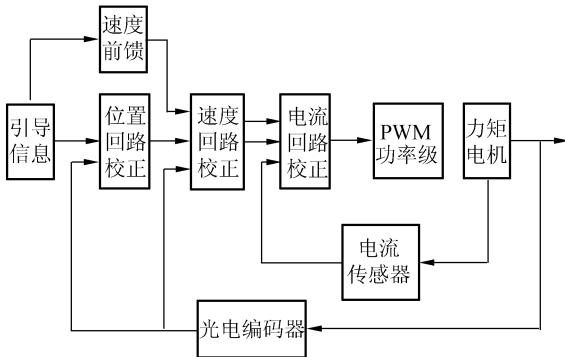 速度
前馈
引导
信息
位置
回路
校正
速度
回路
校正
电流
回路
校正
PWM
功率级
力矩
电机
电流
传感器
光电编码器